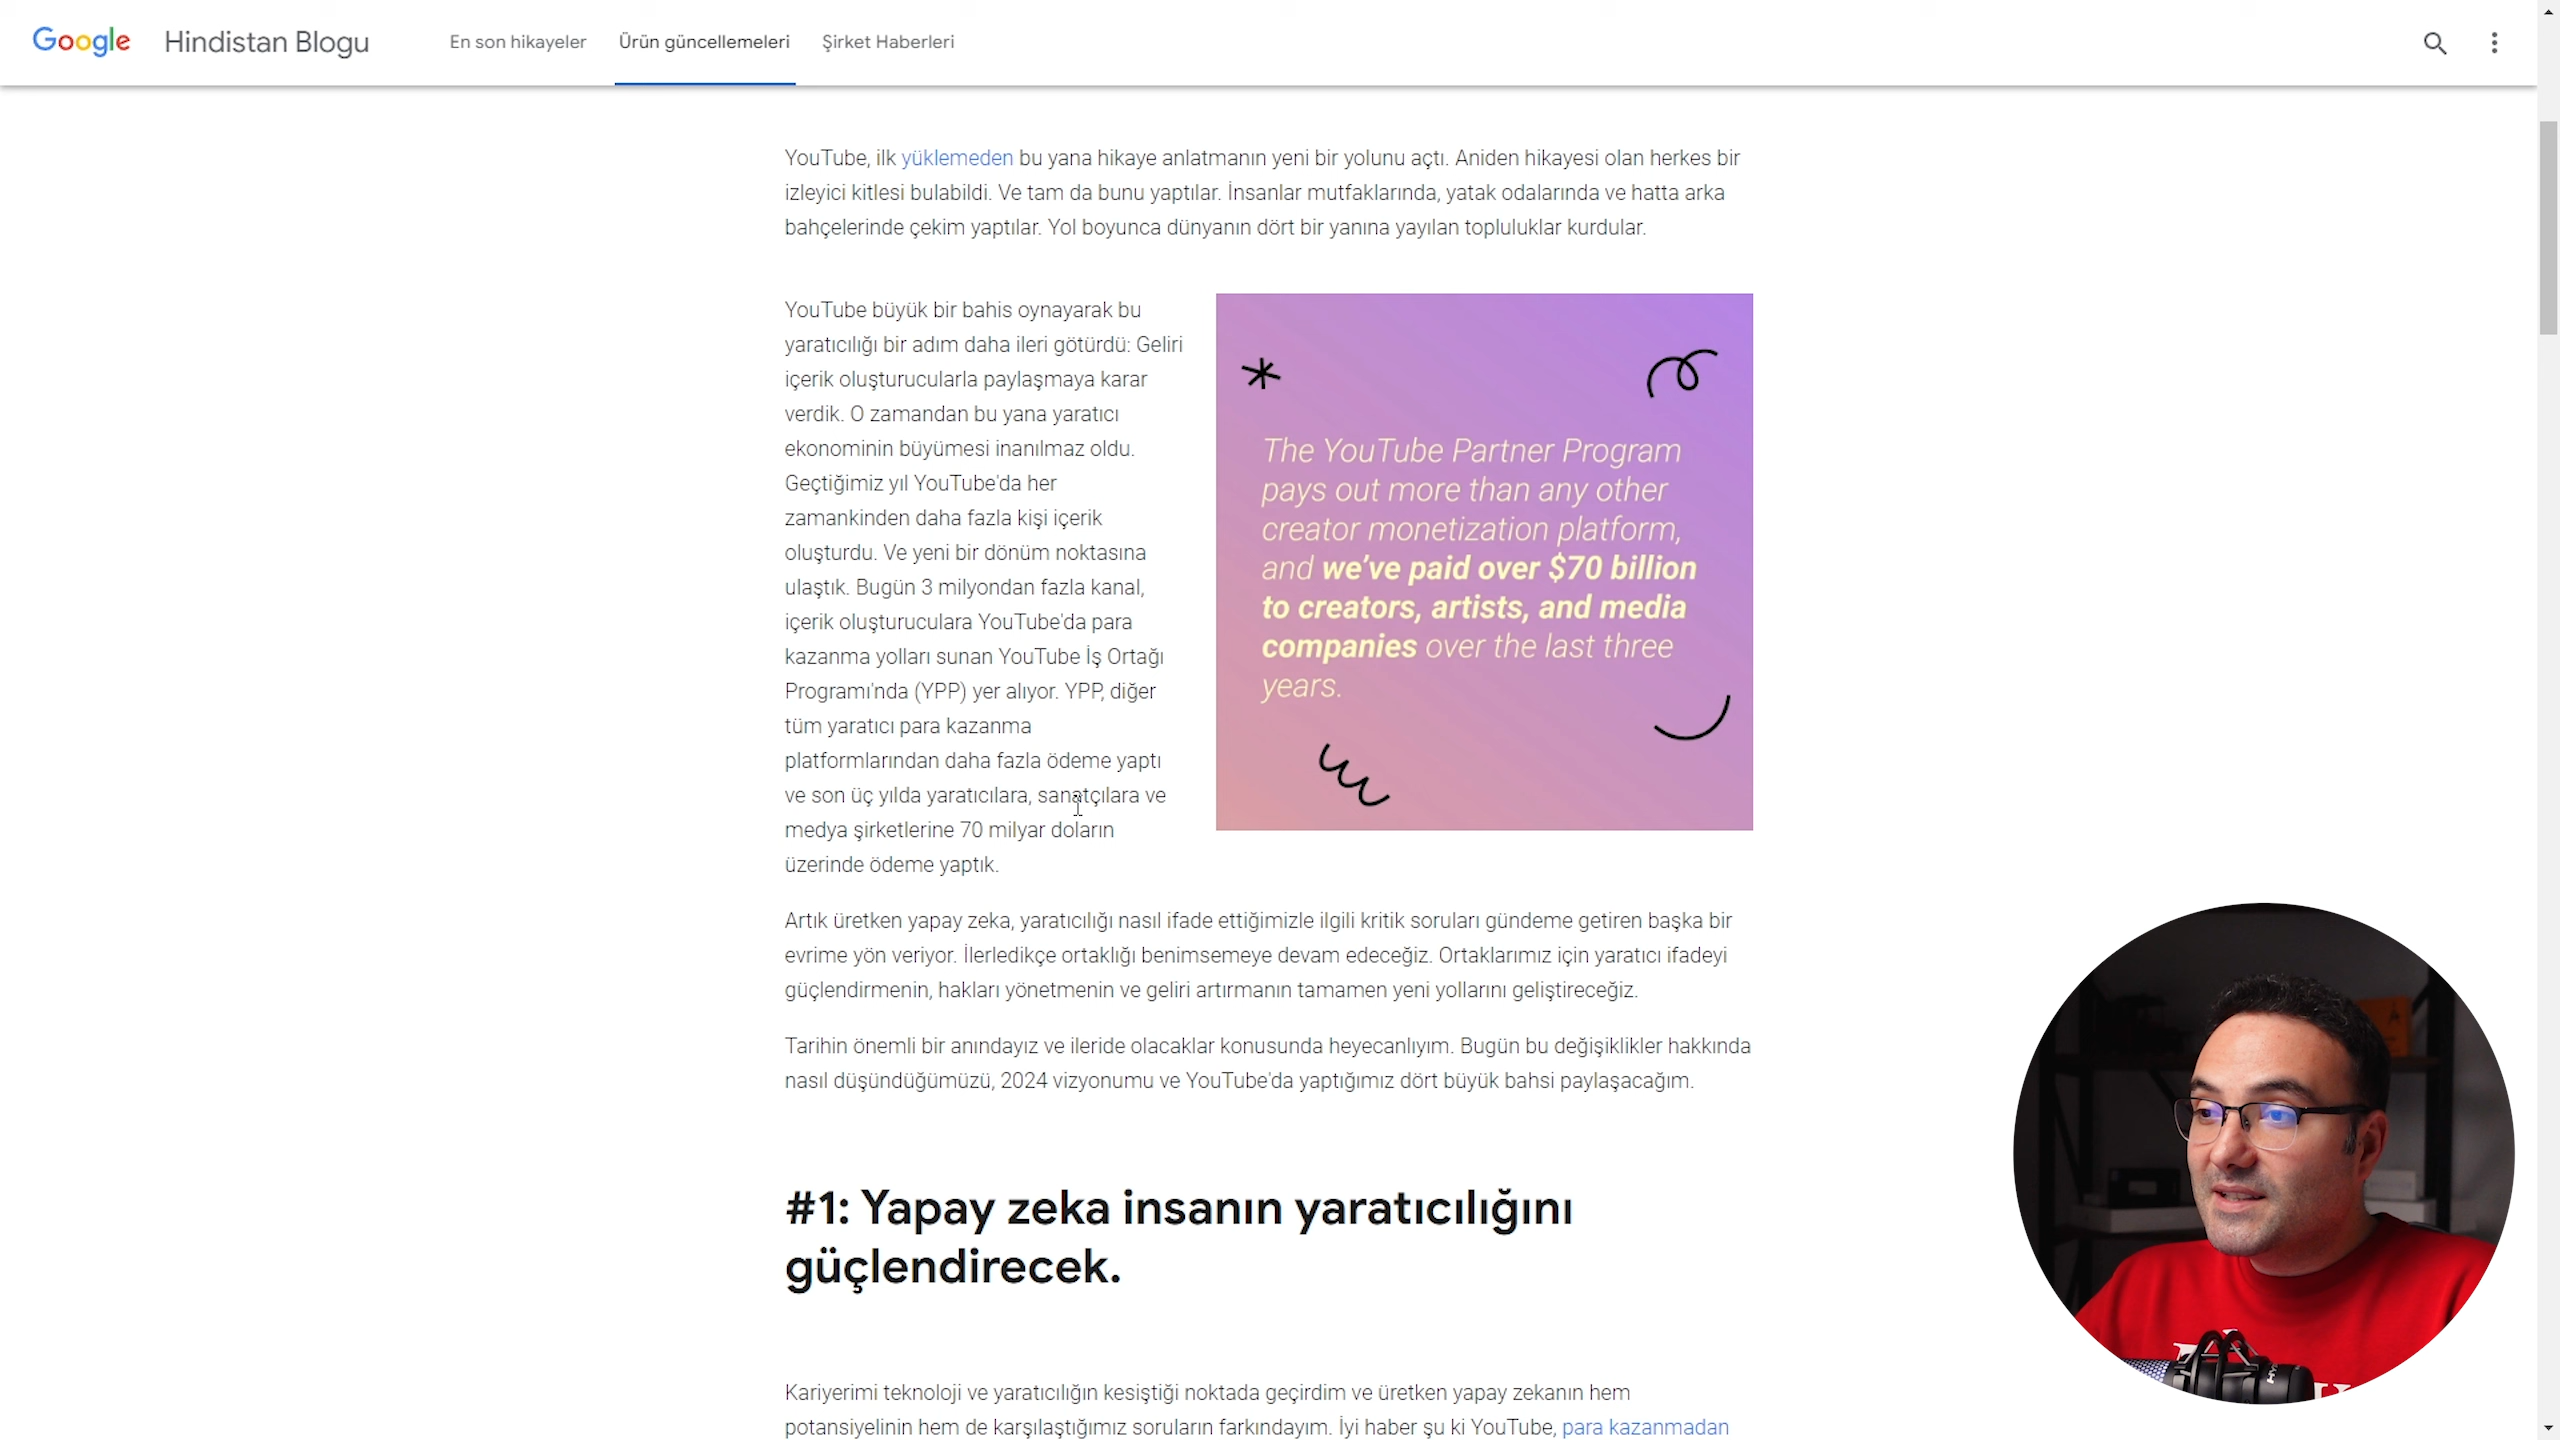 Google Hindistan Blogu En son hikayeler Ürün güncellemeleri Şirket Haberleri
YouTube, ilk yüklemeden bu yana hikaye anlatmanın yeni bir yolunu açtı. Aniden hikayesi olan herkes bir
izleyici kitlesi bulabildi. Ve tam da bunu yaptılar. İnsanlar mutfaklarında, yatak odalarında ve hatta arka
bahçelerinde çekim yaptılar. Yol boyunca dünyanın dört bir yanına yayılan topluluklar kurdular.
YouTube büyük bir bahis oynayarak bu
yaratıcılığı bir adım daha ileri götürdü: Geliri
içerik oluşturucularla paylaşmaya karar
verdik. O zamandan bu yana yaratıcı
ekonominin büyümesi inanılmaz oldu.
Geçtiğimiz yıl YouTube'da her
zamankinden daha fazla kişi içerik
oluşturdu. Ve yeni bir dönüm noktasına
ulaştık. Bugün 3 milyondan fazla kanal,
içerik oluşturuculara YouTube'da para
kazanma yolları sunan YouTube İş Ortağı
Programı'nda (YPP) yer alıyor. YPP, diğer
tüm yaratıcı para kazanma
platformlarından daha fazla ödeme yaptı
ve son üç yılda yaratıcılara, sanatçılara ve
medya şirketlerine 70 milyar doların
üzerinde ödeme yaptık.
The YouTube Partner Program
pays out more than any other
creator monetization platform,
and we've paid over $70 billion
to creators, artists, and media
companies over the last three
years.
Artık üretken yapay zeka, yaratıcılığı nasıl ifade ettiğimizle ilgili kritik soruları gündeme getiren başka bir
evrime yön veriyor. İlerledikçe ortaklığı benimsemeye devam edeceğiz. Ortaklarımız için yaratıcı ifadeyi
güçlendirmenin, hakları yönetmenin ve geliri artırmanın tamamen yeni yollarını geliştireceğiz.
Tarihin önemli bir anındayız ve ileride olacaklar konusunda heyecanlıyım. Bugün bu değişiklikler hakkında
nasıl düşündüğümüzü, 2024 vizyonumu ve YouTube'da yaptığımız dört büyük bahsi paylaşacağım.
#1: Yapay zeka insanın yaratıcılığını
güçlendirecek.
Kariyerimi teknoloji ve yaratıcılığın kesiştiği noktada geçirdim ve üretken yapay zekanın hem
potansiyelinin hem de karşılaştığımız soruların farkındayım. İyi haber şu ki YouTube, para kazanmadan